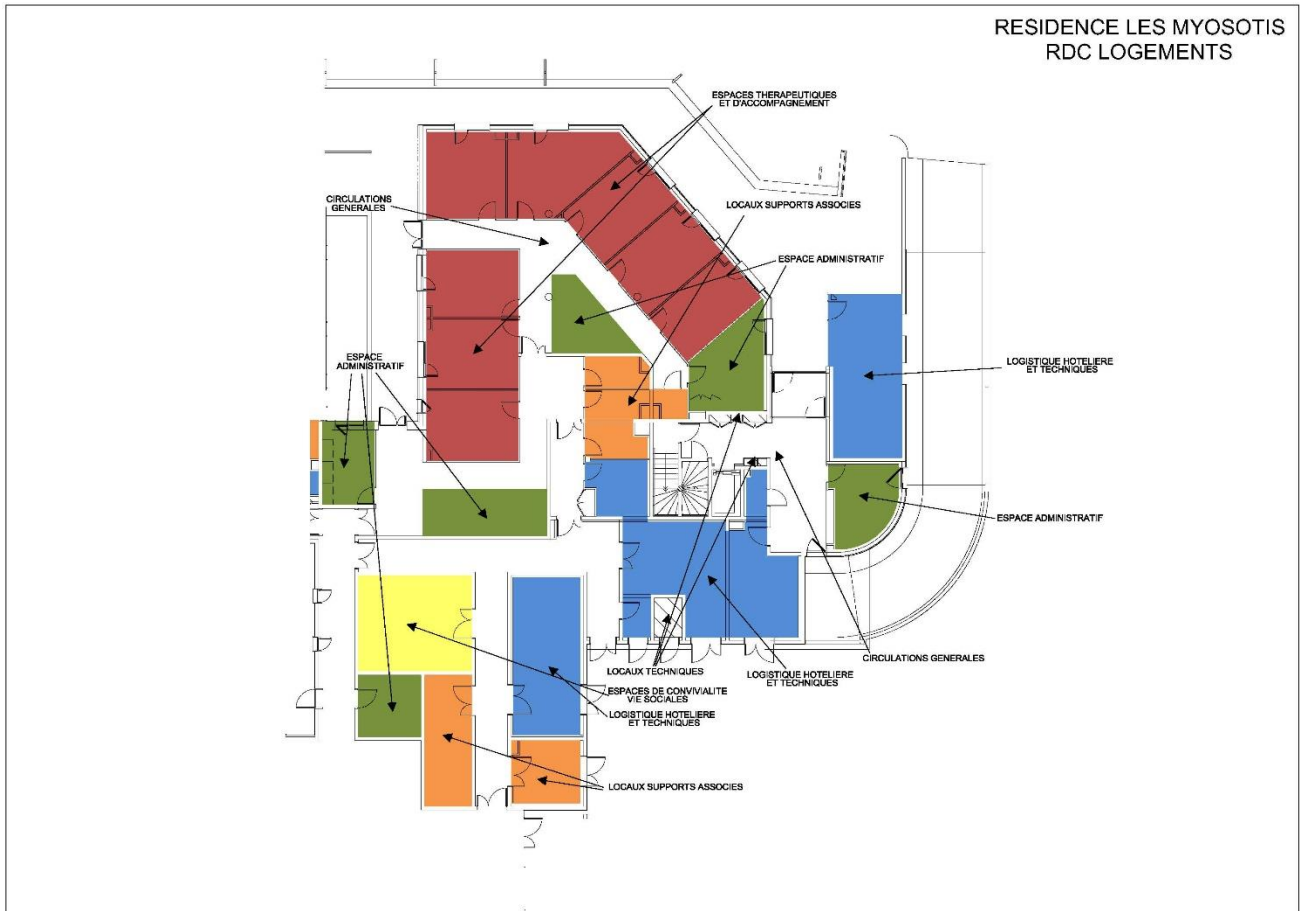 RESIDENCE LES MYOSOTIS
RDC LOGEMENTS
ESPACES THERAPEUTIQUES
ET D'ACCOMPAGNEMENT
CIRCULATIONS
GENERALES
LOCAUX SUPPORTS ASSOCIES
ESPACE ADMINISTRATIF
ESPACE
ADMINISTRATIF
LOGISTIQUE HOTELIERE
ET TECHNIQUES
ESPACE ADMINISTRATIF
CIRCULATIONS GENERALES
LOCAUX TECHNIQUES
LOGISTIQUE HOTELIERE
ET TECHNIQUES
ESPACES DE CONVIVIALITE
VIE SOCIALES
LOGISTIQUE HOTELIERE
ET TECHNIQUES
LOCAUX SUPPORTS ASSOCIES